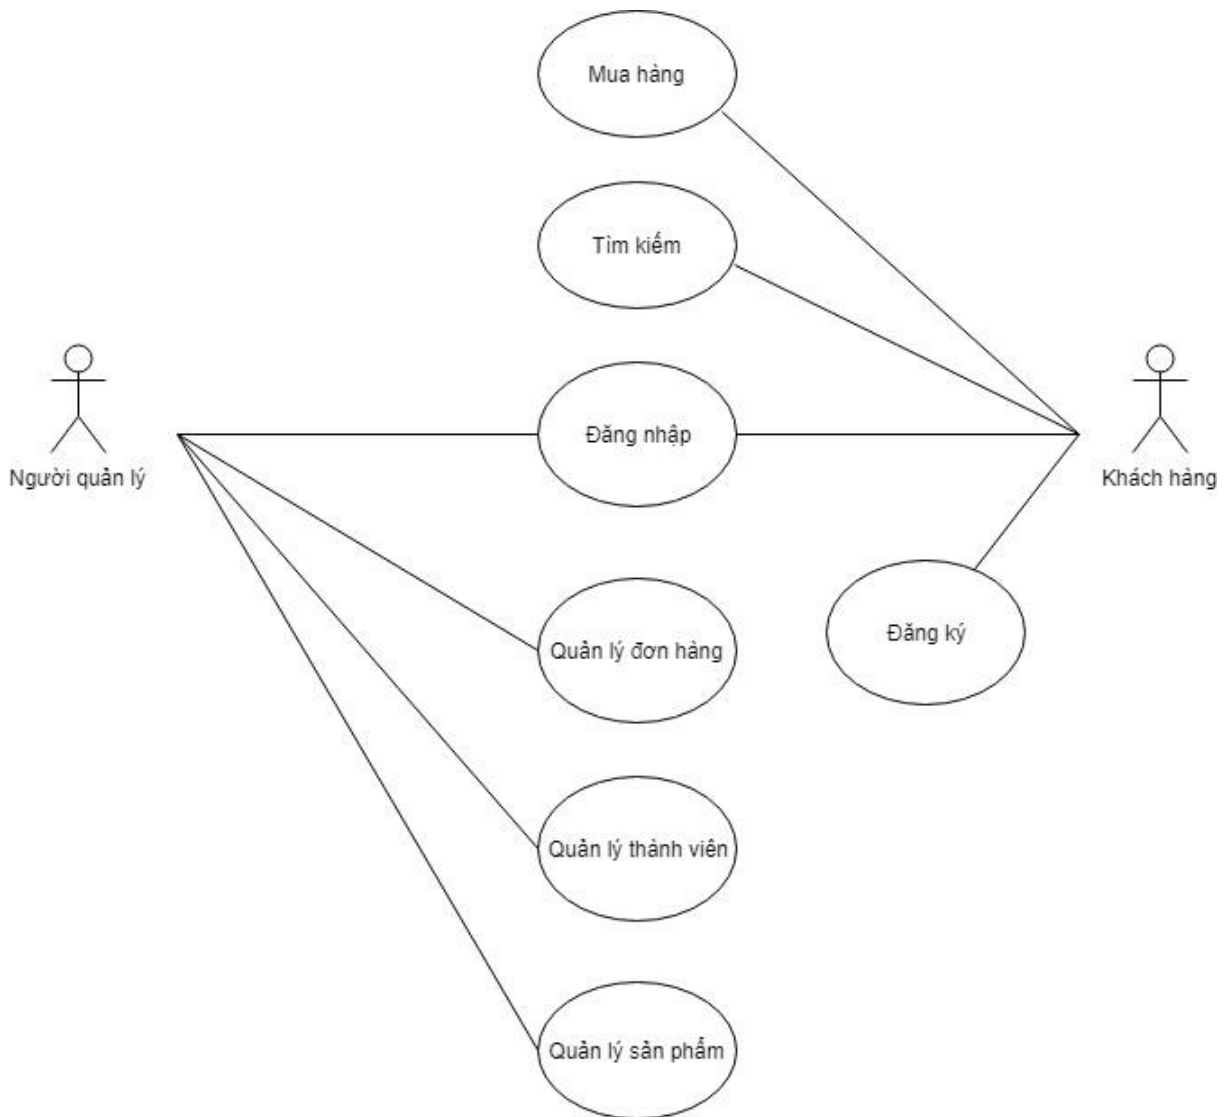 Mua hàng
Tìm kiếm
Đăng nhập
Người quản lý
Khách hàng
Đăng ký
Quản lý đơn hàng
Quản lý thành viên
Quản lý sản phẩm